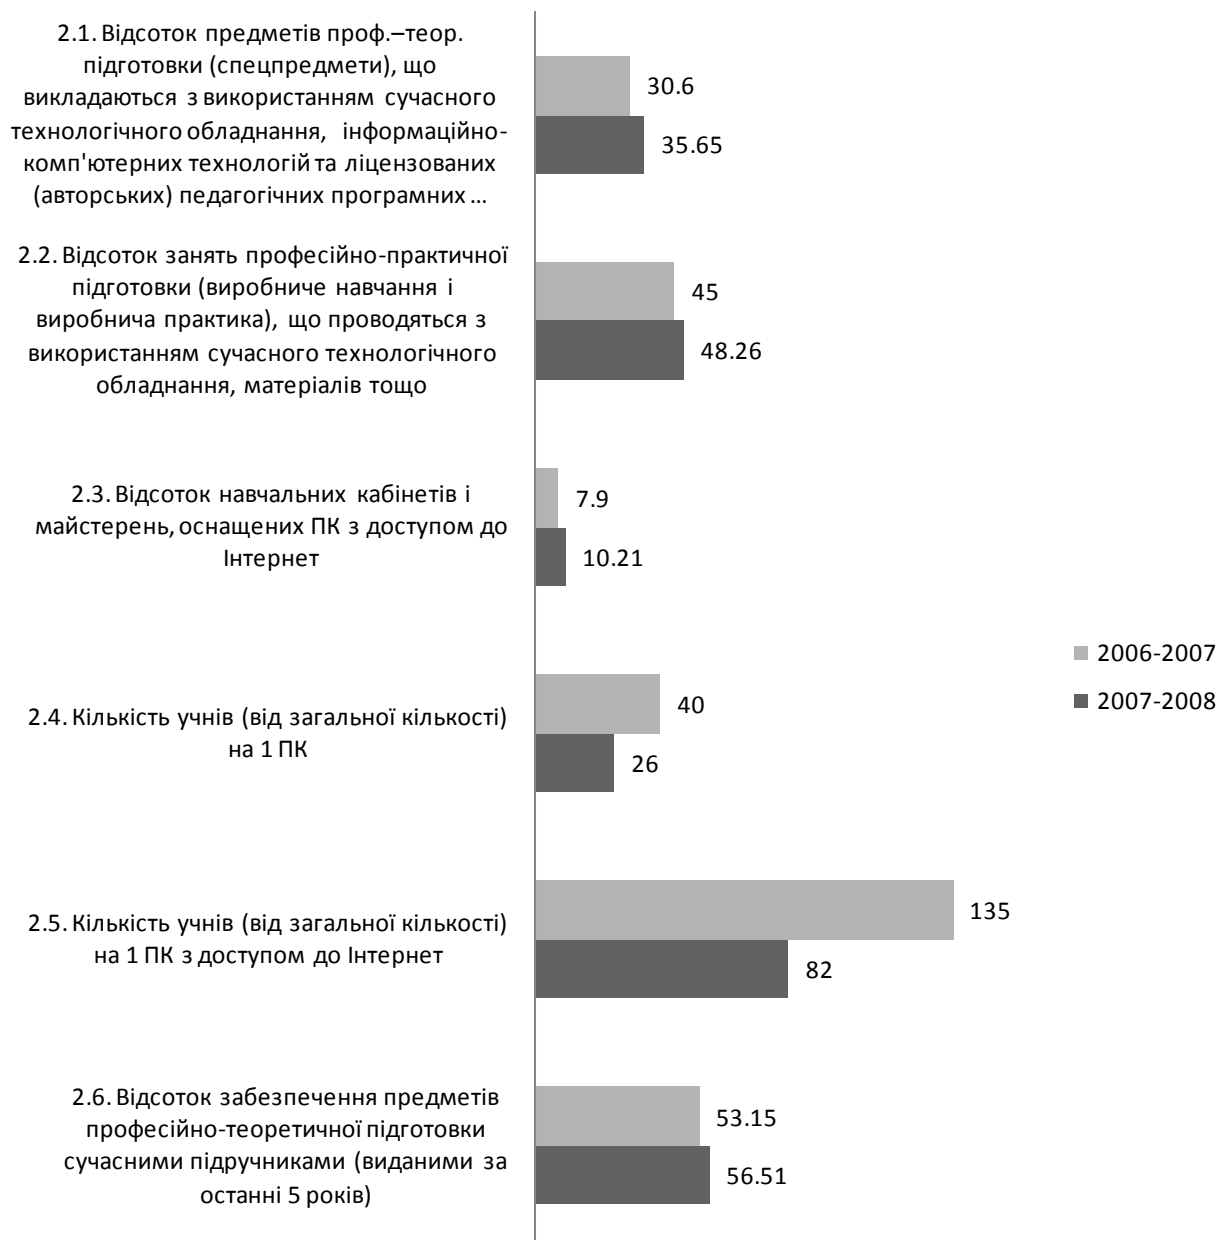 2.1. Відсоток предметів проф.–теор.
підготовки (спецпредмети), що
викладаються з використанням сучасного
технологічного обладнання, інформаційно-
комп'ютерних технологій та ліцензованих
(авторських) педагогічних програмних ...
30.6
35.65
2.2. Відсоток занять професійно-практичної
підготовки (виробниче навчання і
виробнича практика), що проводяться з
використанням сучасного технологічного
обладнання, матеріалів тощо
45
48.26
2.3. Відсоток навчальних кабінетів і
майстерень, оснащених ПК з доступом до
Інтернет
7.9
10.21
2006-2007
2007-2008
2.4. Кількість учнів (від загальної кількості)
на 1 ПК
40
26
2.5. Кількість учнів (від загальної кількості)
на 1 ПК з доступом до Інтернет
135
82
2.6. Відсоток забезпечення предметів
професійно-теоретичної підготовки
сучасними підручниками (виданими за
останні 5 років)
53.15
56.51